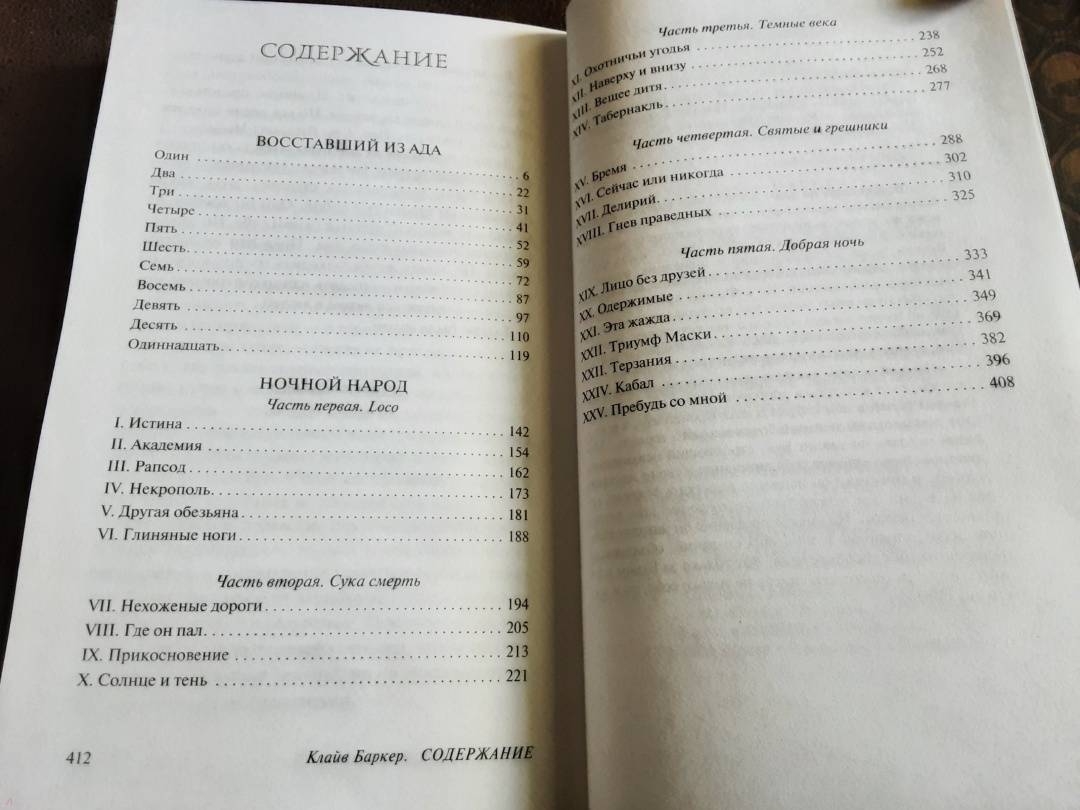 СОДЕРЖАНИЕ
ВОССТАВШИЙ ИЗ АДА
Один 6
Два 22
Три 31
Четыре 41
Пять 52
Шесть 59
Семь 72
Восемь 87
Девять 97
Десять 110
Одиннадцать 119
НОЧНОЙ НАРОД
Часть первая. Loco
I. Истина 142
II. Академия 154
III. Рапсод 162
IV. Некрополь 173
V. Другая обезьяна 181
VI. Глиняные ноги 188
Часть вторая. Сука смерть
VII. Нехоженые дороги 194
VIII. Где он пал 205
IX. Прикосновение 213
X. Солнце и тень 221
412 Клайв Баркер. СОДЕРЖАНИЕ
Часть третья. Темные века
XI. Охотничьи угодья 238
XII. Наверху и внизу 252
XIII. Вещее дитя 268
XIV. Табернакль 277
Часть четвертая. Святые и грешники
XV. Бремя 288
XVI. Сейчас или никогда 302
XVII. Делирий 310
XVIII. Гнев праведных 325
Часть пятая. Добрая ночь
XIX. Лицо без друзей 333
XX. Одержимые 341
XXI. Эта жажда 349
XXII. Триумф Маски 369
XXII. Терзания 382
XXIV. Кабал 396
XXV. Пребудь со мной 408